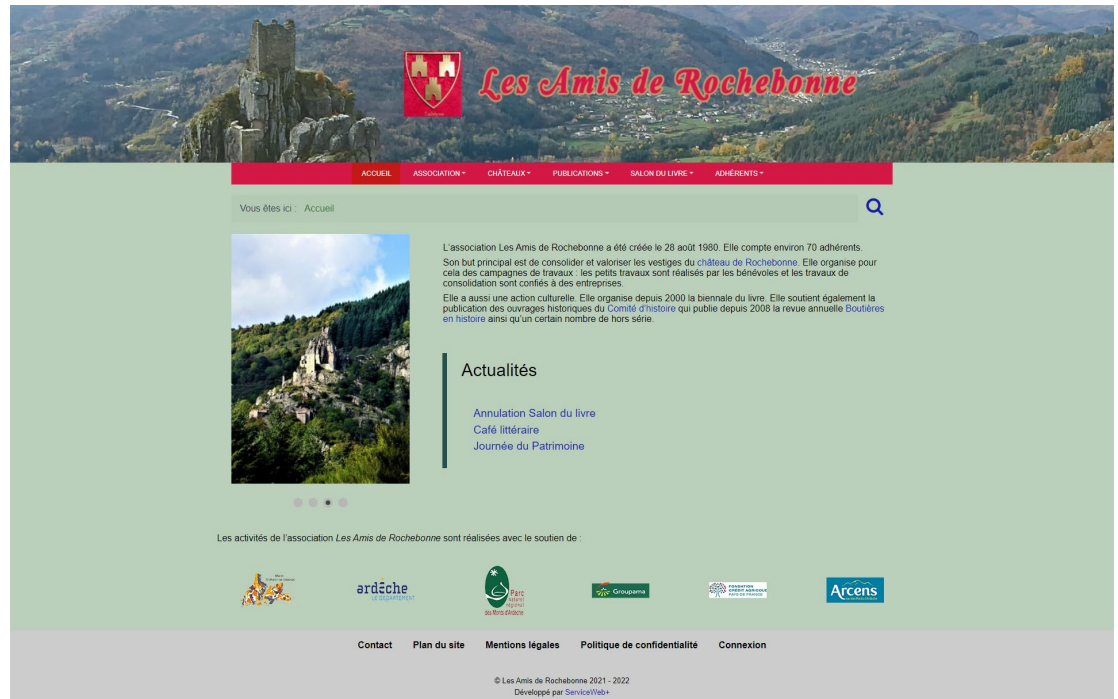 Les Amis de Rochebonne
ACCUEIL ASSOCIATION CHÂTEAUX PUBLICATIONS SALON DU LIVRE ADHÉRENTS
Vous êtes ici : Accueil
L'association Les Amis de Rochebonne a été créée le 28 août 1980. Elle compte environ 70 adhérents.
Son but principal est de consolider et valoriser les vestiges du château de Rochebonne. Elle organise pour
cela des campagnes de travaux : les petits travaux sont réalisés par les bénévoles et les travaux de
consolidation sont confiés à des entreprises.
Elle a aussi une action culturelle. Elle organise depuis 2000 la biennale du livre. Elle soutient également la
publication des ouvrages historiques du Comité d'histoire qui publie depuis 2008 la revue annuelle Boutières
en histoire ainsi qu'un certain nombre de hors série.
Actualités
Annulation Salon du livre
Café littéraire
Journée du Patrimoine
Les activités de l'association Les Amis de Rochebonne sont réalisées avec le soutien de :
ardèche
LE DÉPARTEMENT
Parc
naturel
régional
des Monts d'Ardèche
Groupama
FONDATION
CRÉDIT AGRICOLE
PAYS DE FRANCE
Arcens
Contact Plan du site Mentions légales Politique de confidentialité Connexion
© Les Amis de Rochebonne 2021 - 2022
Développé par ServiceWeb+